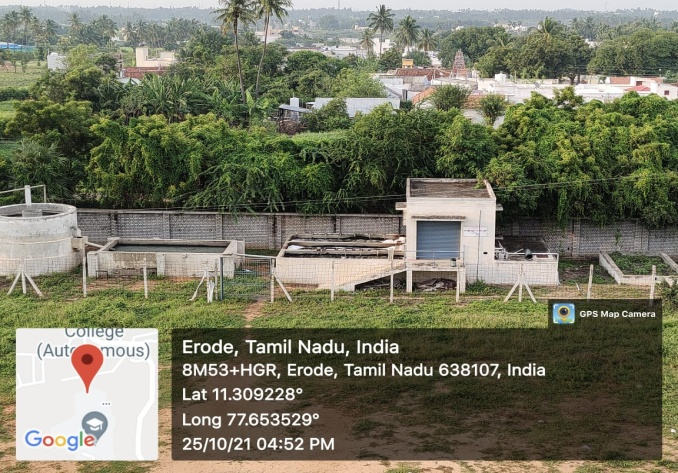 GPS Map Camera
College
(Autonomous)
Google
Erode, Tamil Nadu, India
8M53+HGR, Erode, Tamil Nadu 638107, India
Lat 11.309228°
Long 77.653529°
25/10/21 04:52 PM